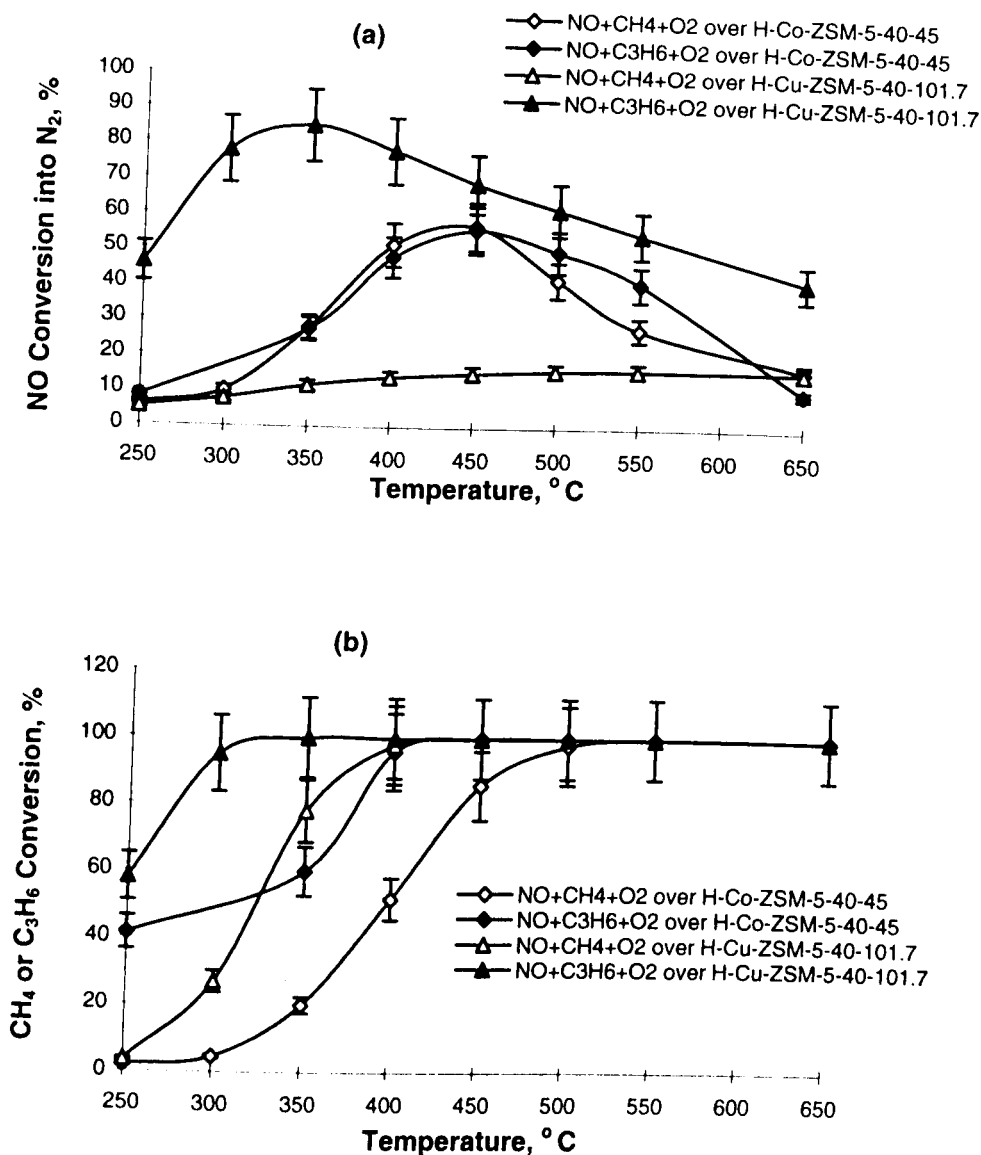 (a)
NO+CH4+O2 over H-Co-ZSM-5-40-45
NO+C3H6+O2 over H-Co-ZSM-5-40-45
NO+CH4+O2 over H-Cu-ZSM-5-40-101.7
NO+C3H6+O2 over H-Cu-ZSM-5-40-101.7
NO Conversion into N2, %
100
90
80
70
60
50
40
30
20
10
0
250 300 350 400 450 500 550 600 650
Temperature, °C
(b)
CH4 or C3H6 Conversion, %
120
100
80
60
40
20
0
NO+CH4+O2 over H-Co-ZSM-5-40-45
NO+C3H6+O2 over H-Co-ZSM-5-40-45
NO+CH4+O2 over H-Cu-ZSM-5-40-101.7
NO+C3H6+O2 over H-Cu-ZSM-5-40-101.7
250 300 350 400 450 500 550 600 650
Temperature, °C